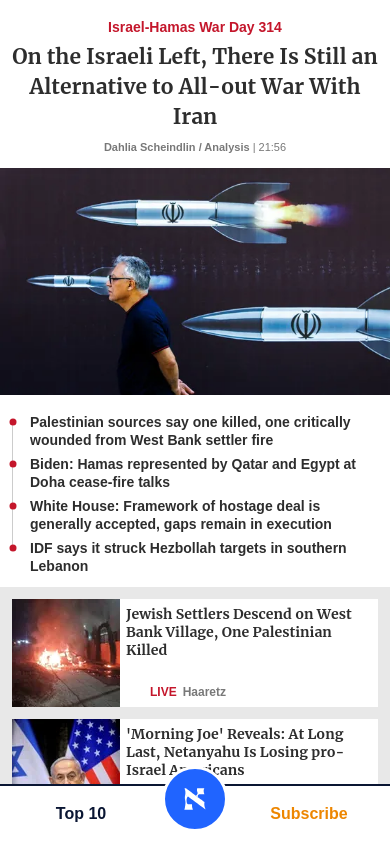 Israel-Hamas War Day 314
On the Israeli Left, There Is Still an
Alternative to All-out War With
Iran
Dahlia Scheindlin / Analysis | 21:56
Palestinian sources say one killed, one critically
wounded from West Bank settler fire
Biden: Hamas represented by Qatar and Egypt at
Doha cease-fire talks
White House: Framework of hostage deal is
generally accepted, gaps remain in execution
IDF says it struck Hezbollah targets in southern
Lebanon
Jewish Settlers Descend on West
Bank Village, One Palestinian
Killed
LIVE Haaretz
'Morning Joe' Reveals: At Long
Last, Netanyahu Is Losing pro-
Israel
Top 10
Subscribe